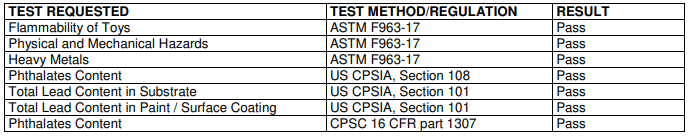 TEST REQUESTED TEST METHOD/REGULATION RESULT
Flammability of Toys ASTM F963-17 Pass
Physical and Mechanical Hazards ASTM F963-17 Pass
Heavy Metals ASTM F963-17 Pass
Phthalates Content US CPSIA, Section 108 Pass
Total Lead Content in Substrate US CPSIA, Section 101 Pass
Total Lead Content in Paint / Surface Coating US CPSIA, Section 101 Pass
Phthalates Content CPSC 16 CFR part 1307 Pass